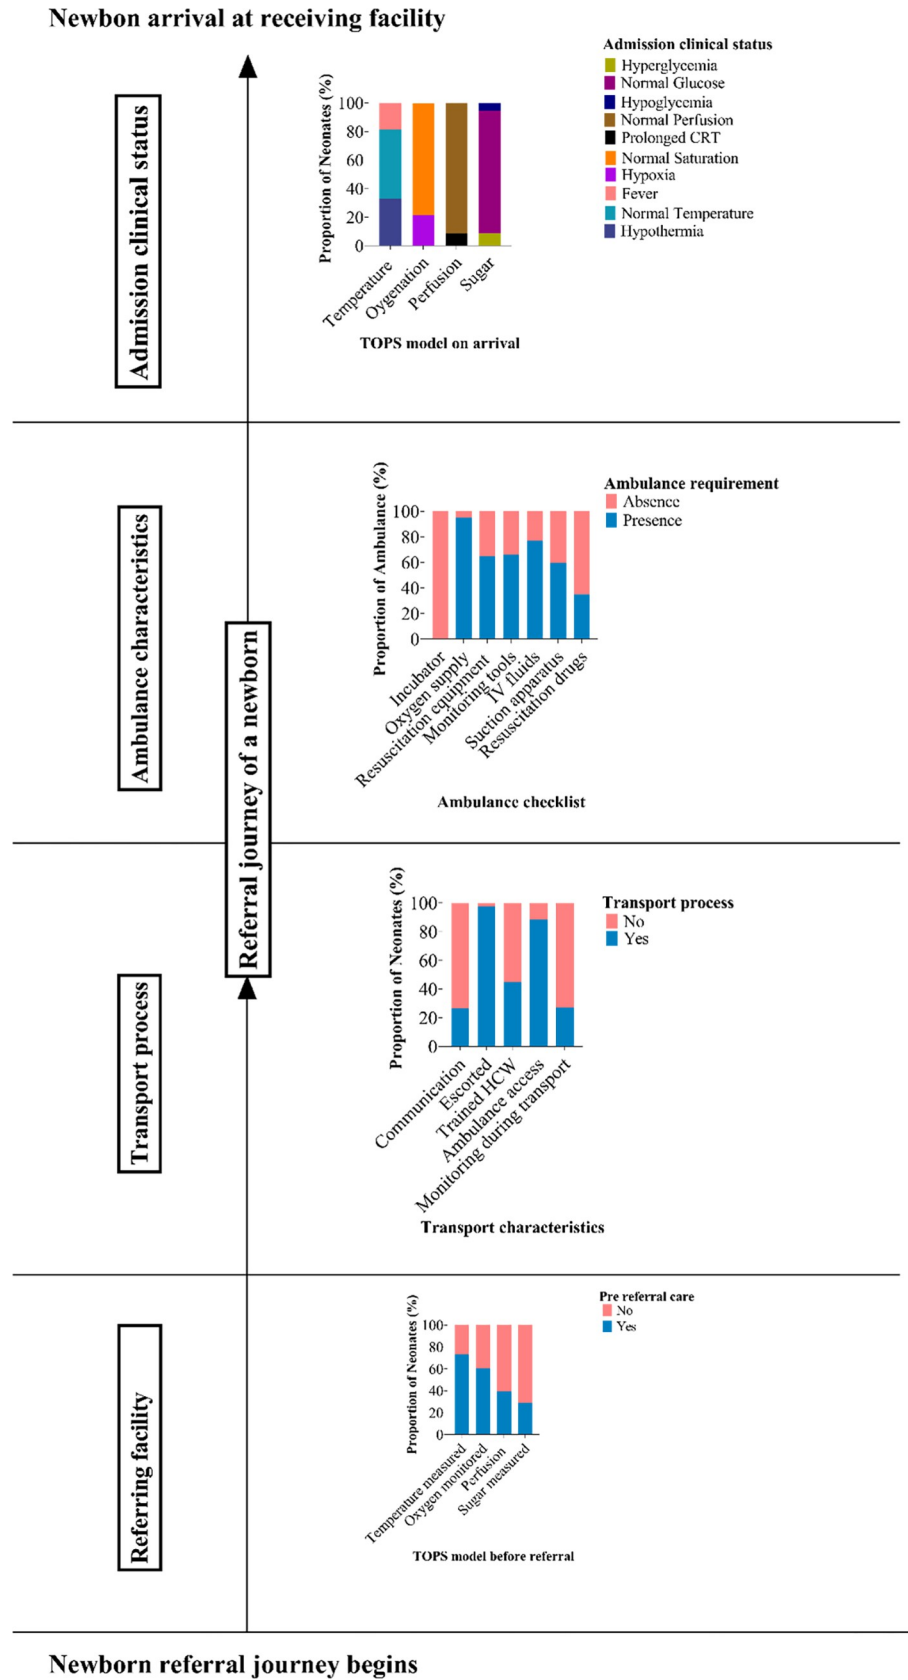 Newbon arrival at receiving facility
Admission clinical status
Proportion of Neonates (%)
100
80
60
40
20
0
Temperature
Oygenation
Perfusion
Sugar
TOPS model on arrival
Admission clinical status
Hyperglycemia
Normal Glucose
Hypoglycemia
Normal Perfusion
Prolonged CRT
Normal Saturation
Hypoxia
Fever
Normal Temperature
Hypothermia
Ambulance characteristics
Proportion of Ambulance (%)
100
80
60
40
20
0
Incubator
Oxygen supply
Resuscitation equipment
Monitoring tools
IV fluids
Suction apparatus
Resuscitation drugs
Ambulance checklist
Ambulance requirement
Absence
Presence
Referral journey of a newborn
Transport process
Proportion of Neonates (%)
100
80
60
40
20
0
Communication
Escorted
Trained HCW
Ambulance access
Monitoring during transport
Transport characteristics
Transport process
No
Yes
Referring facility
Proportion of Neonates (%)
100
80
60
40
20
0
Temperature measured
Oxygen monitored
Perfusion
Sugar measured
TOPS model before referral
Pre referral care
No
Yes
Newborn referral journey begins